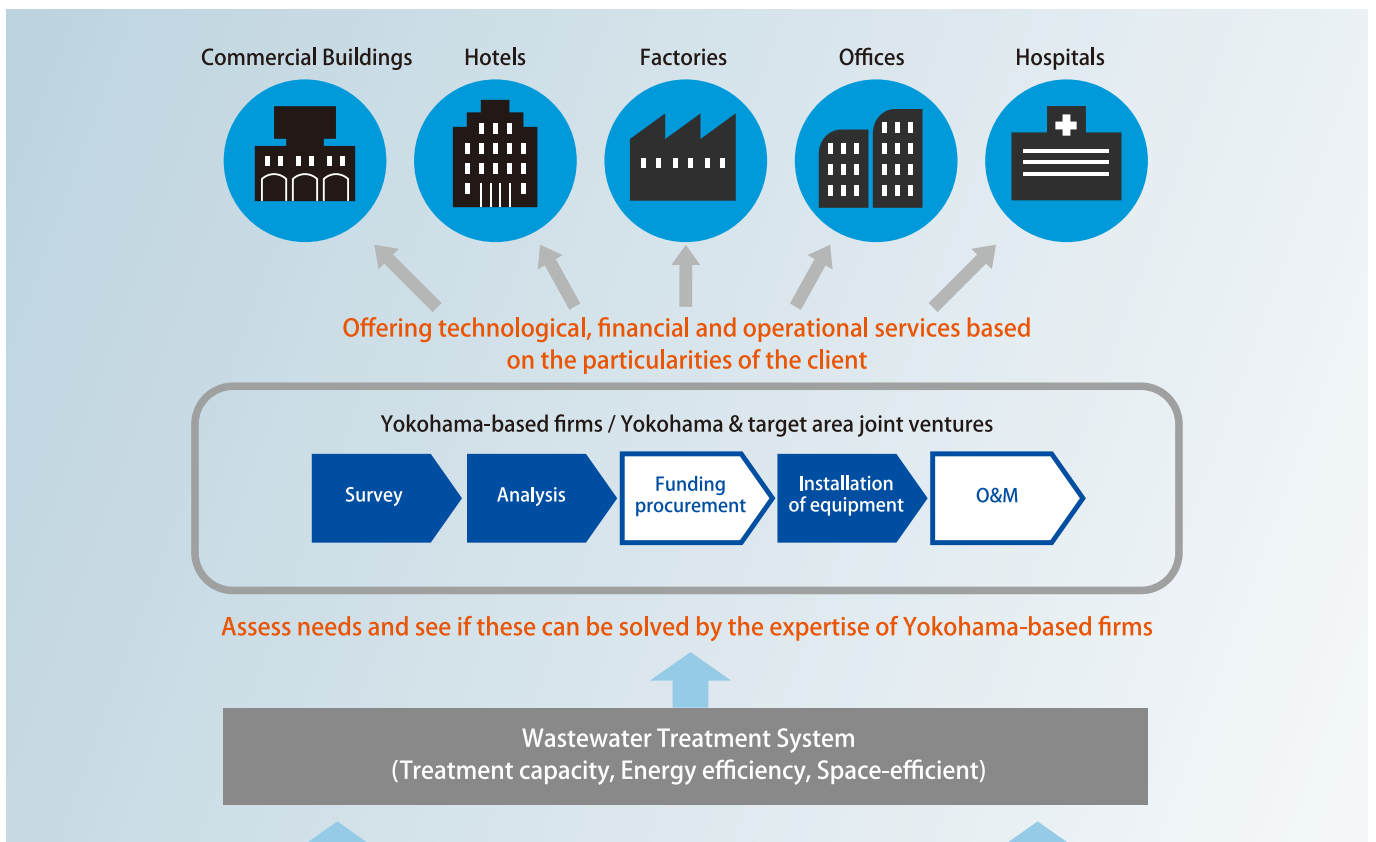 Commercial Buildings
Hotels
Factories
Offices
Hospitals
Offering technological, financial and operational services based
on the particularities of the client
Yokohama-based firms / Yokohama & target area joint ventures
Survey
Analysis
Funding
procurement
Installation
of equipment
O&M
Assess needs and see if these can be solved by the expertise of Yokohama-based firms
Wastewater Treatment System
(Treatment capacity, Energy efficiency, Space-efficient)